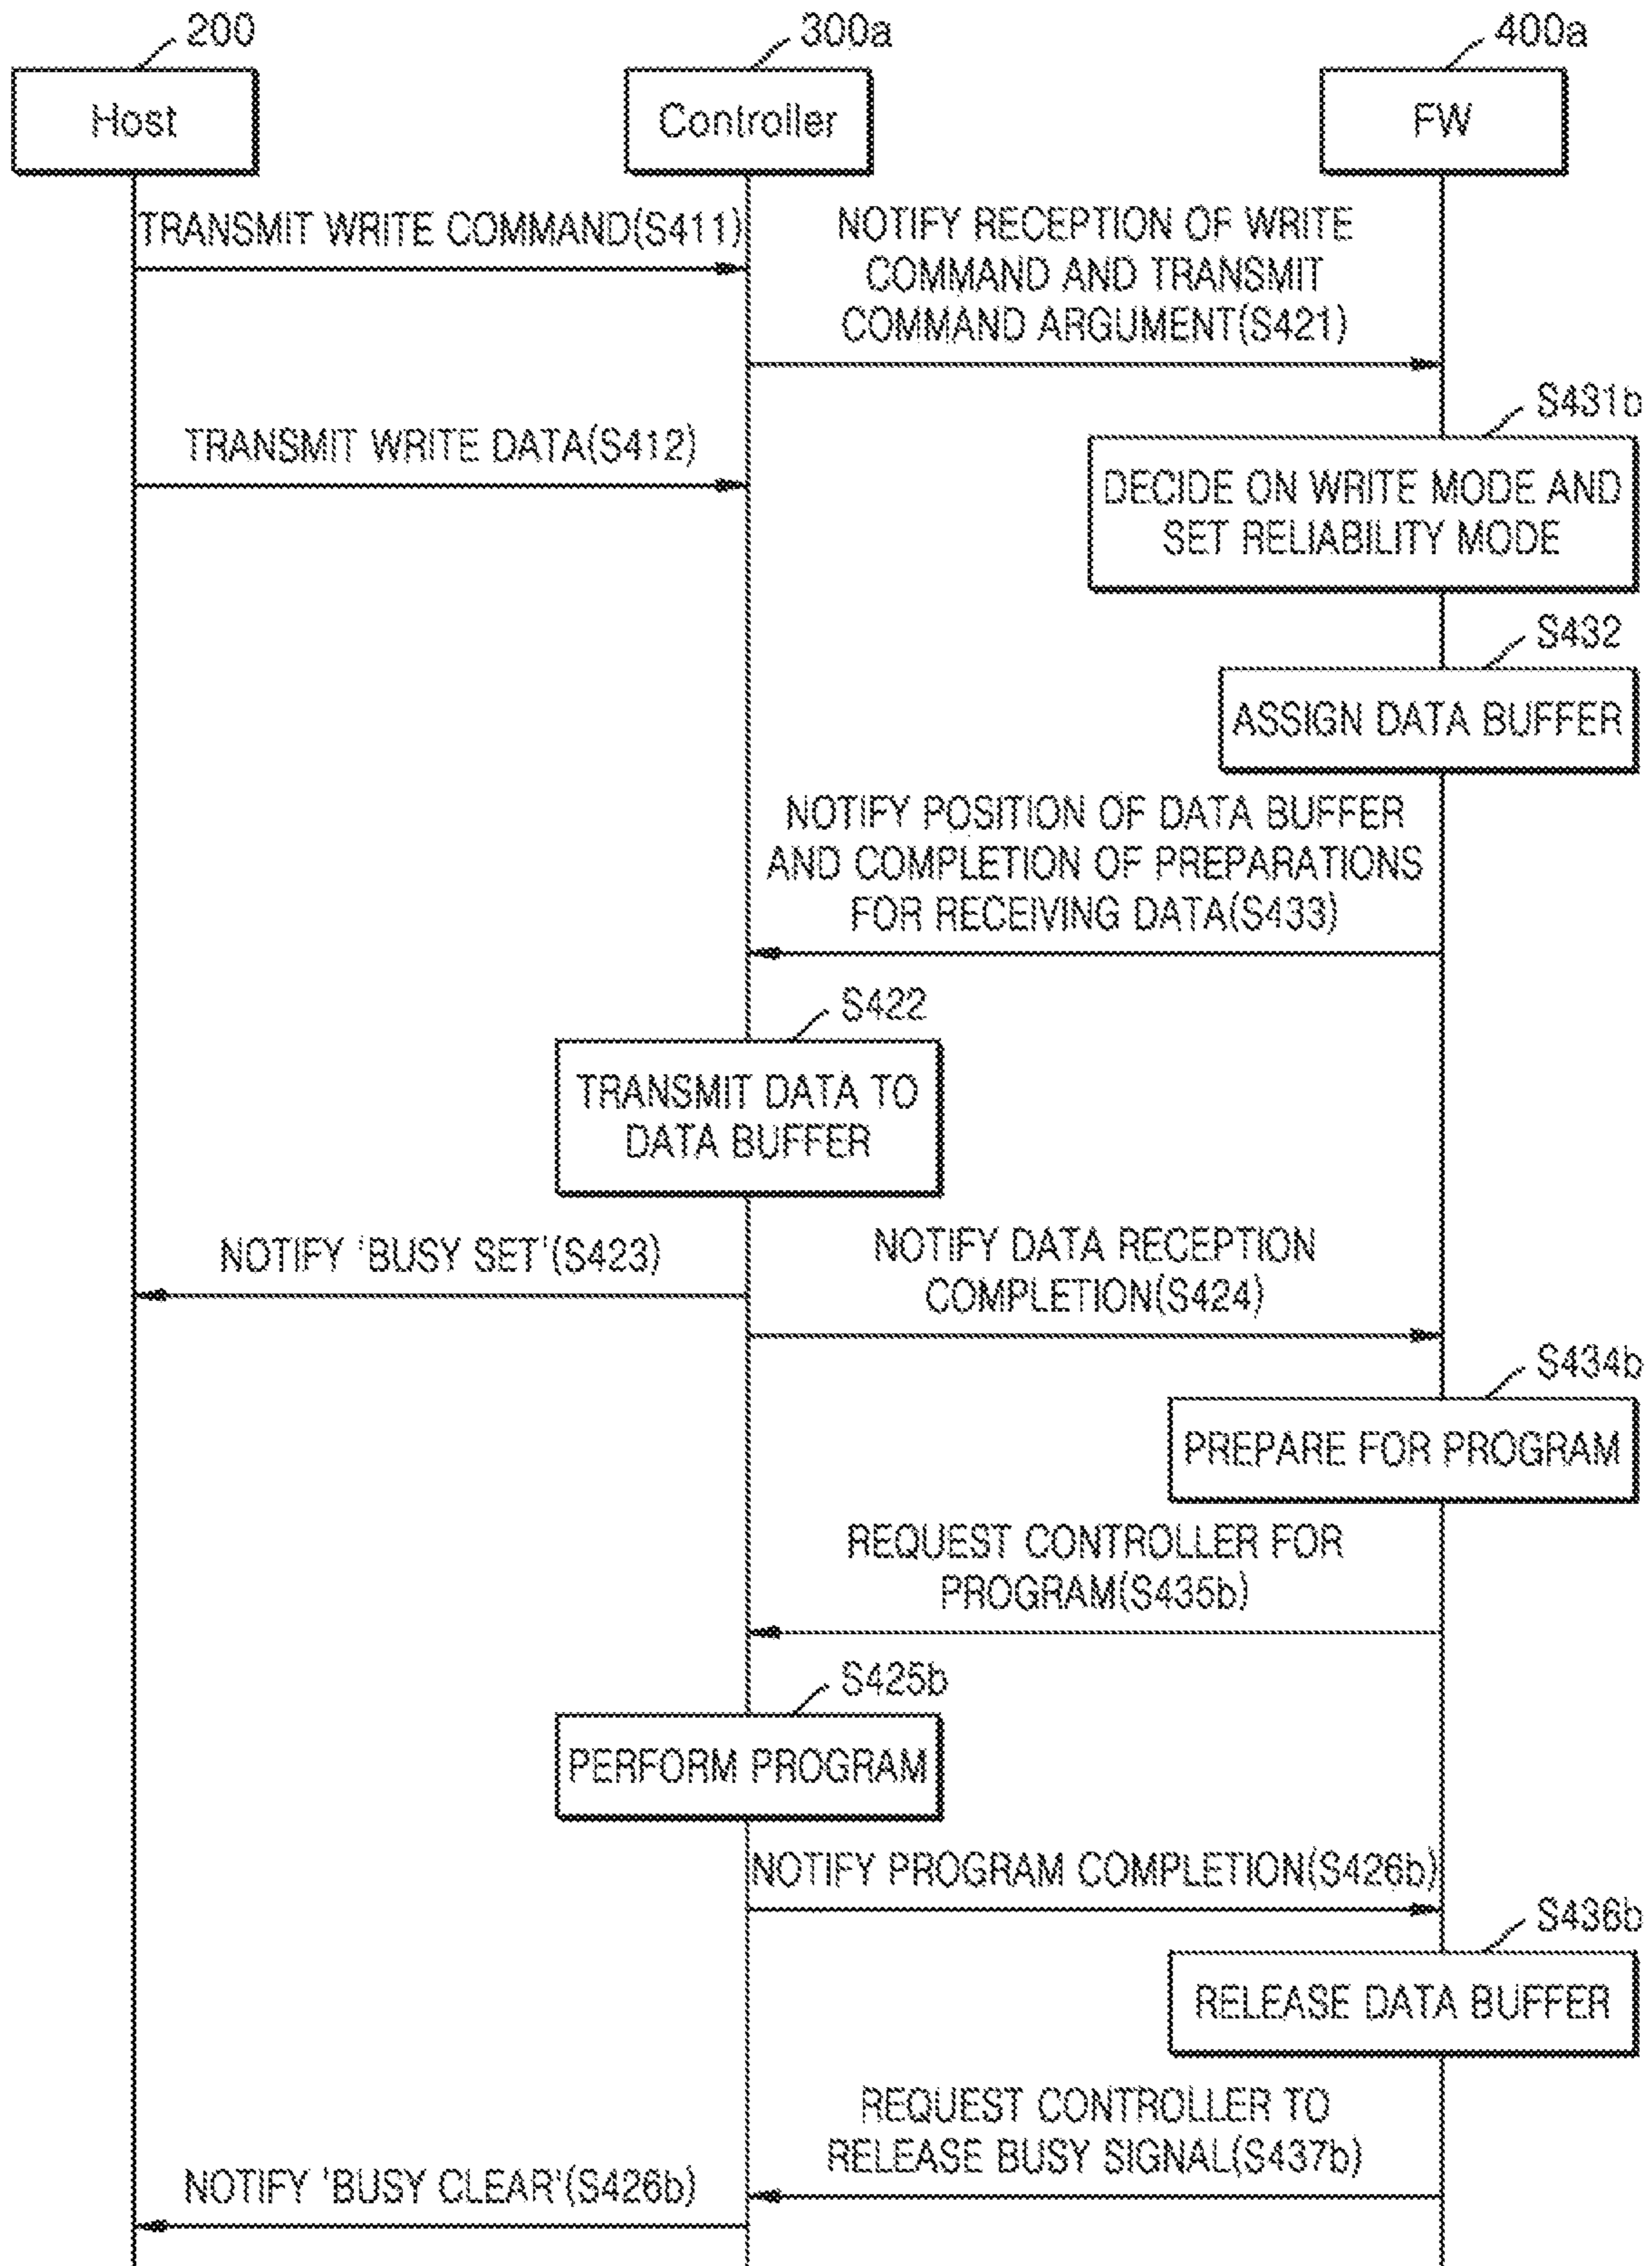 200
300a
400a
Host
Controller
FW
TRANSMIT WRITE COMMAND(S411)
NOTIFY RECEPTION OF WRITE
COMMAND AND TRANSMIT
COMMAND ARGUMENT(S421)
S431b
TRANSMIT WRITE DATA(S412)
DECIDE ON WRITE MODE AND
SET RELIABILITY MODE
S432
ASSIGN DATA BUFFER
NOTIFY POSITION OF DATA BUFFER
AND COMPLETION OF PREPARATIONS
FOR RECEIVING DATA(S433)
S422
TRANSMIT DATA TO
DATA BUFFER
NOTIFY 'BUSY SET'(S423)
NOTIFY DATA RECEPTION
COMPLETION(S424)
S434b
PREPARE FOR PROGRAM
REQUEST CONTROLLER FOR
PROGRAM(S435b)
S425b
PERFORM PROGRAM
NOTIFY PROGRAM COMPLETION(S426b)
S436b
RELEASE DATA BUFFER
REQUEST CONTROLLER TO
RELEASE BUSY SIGNAL(S437b)
NOTIFY 'BUSY CLEAR'(S426b)